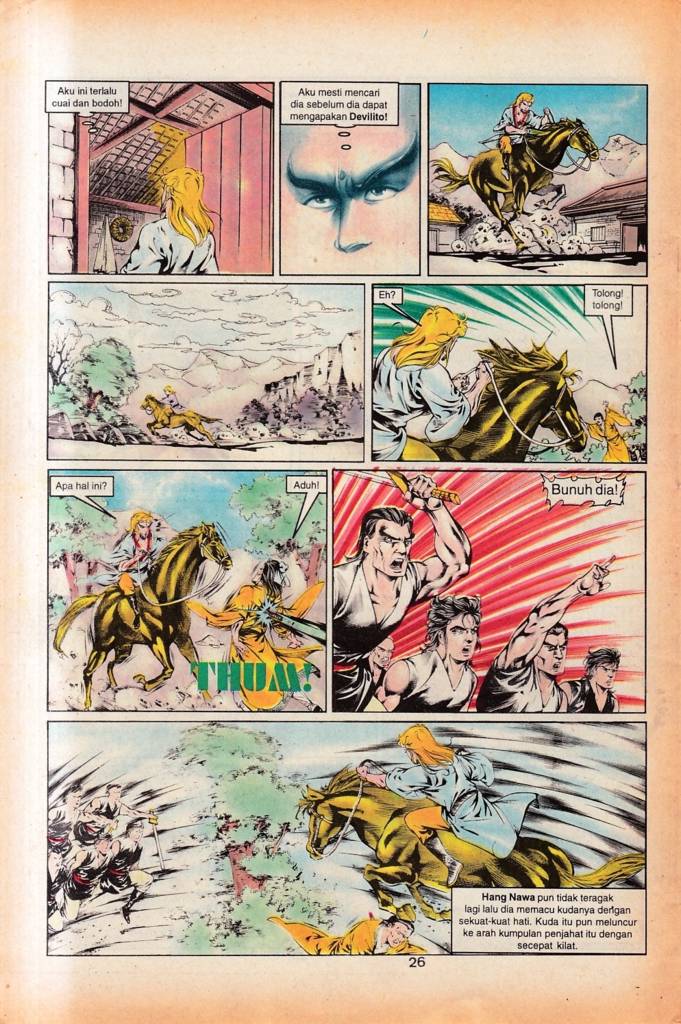 Aku ini terlalu
cuai dan bodoh!
Aku mesti mencari
dia sebelum dia dapat
mengapakan Devilito!
Eh?
Tolong!
tolong!
Apa hal ini?
Aduh!
THUM!
Bunuh dia!
Hang Nawa pun tidak teragak
lagi lalu dia memacu kudanya dengan
sekuat-kuat hati. Kuda itu pun meluncur
ke arah kumpulan penjahat itu dengan
secepat kilat.
26